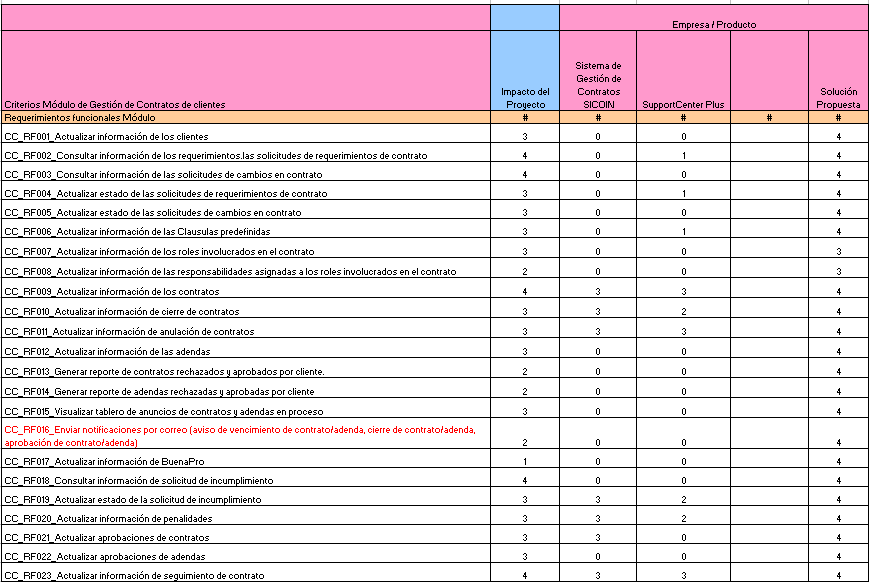 Empresa / Producto
Criterios Módulo de Gestión de Contratos de clientes
Impacto del Proyecto
Sistema de Gestión de Contratos SICOIN
SupportCenter Plus
Solución Propuesta
Requerimientos funcionales Módulo # # # # #
CC_RF001_Actualizar información de los clientes 3 0 0 4
CC_RF002_Consultar información de los requerimientos.las solicitudes de requerimientos de contrato 4 0 1 4
CC_RF003_Consultar información de las solicitudes de cambios en contrato 4 0 0 4
CC_RF004_Actualizar estado de las solicitudes de requerimientos de contrato 3 0 1 4
CC_RF005_Actualizar estado de las solicitudes de cambios en contrato 3 0 0 4
CC_RF006_Actualizar información de las Clausulas predefinidas 3 0 1 4
CC_RF007_Actualizar información de los roles involucrados en el contrato 3 0 0 3
CC_RF008_Actualizar información de las responsabilidades asignadas a los roles involucrados en el contrato 2 0 0 3
CC_RF009_Actualizar información de los contratos 4 3 3 4
CC_RF010_Actualizar información de cierre de contratos 3 3 2 4
CC_RF011_Actualizar información de anulación de contratos 3 3 3 4
CC_RF012_Actualizar información de las adendas 3 0 0 4
CC_RF013_Generar reporte de contratos rechazados y aprobados por cliente. 2 0 0 4
CC_RF014_Generar reporte de adendas rechazadas y aprobadas por cliente 2 0 0 4
CC_RF015_Visualizar tablero de anuncios de contratos y adendas en proceso 3 0 0 4
CC_RF016_Enviar notificaciones por correo (aviso de vencimiento de contrato/adenda, cierre de contrato/adenda,
aprobación de contrato/adenda) 2 0 0 4
CC_RF017_Actualizar información de BuenaPro 1 0 0 4
CC_RF018_Consultar información de solicitud de incumplimiento 4 0 0 4
CC_RF019_Actualizar estado de la solicitud de incumplimiento 3 3 2 4
CC_RF020_Actualizar información de penalidades 3 3 2 4
CC_RF021_Actualizar aprobaciones de contratos 3 3 0 4
CC_RF022_Actualizar aprobaciones de adendas 3 0 0 4
CC_RF023_Actualizar información de seguimiento de contrato 4 3 3 4